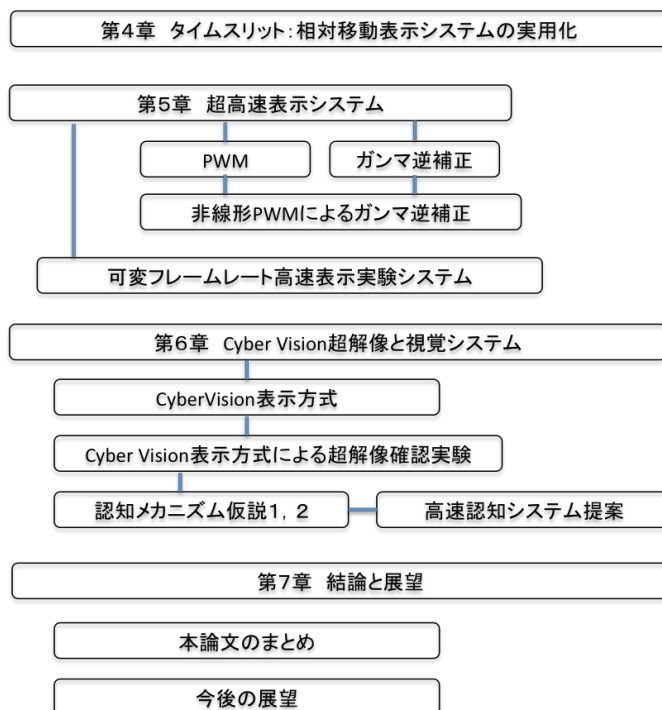 第4章 タイムスリット：相対移動表示システムの実用化
第5章 超高速表示システム
PWM
ガンマ逆補正
非線形PWMによるガンマ逆補正
可変フレームレート高速表示実験システム
第6章 Cyber Vision超解像と視覚システム
CyberVision表示方式
Cyber Vision表示方式による超解像確認実験
認知メカニズム仮説1，2
高速認知システム提案
第7章 結論と展望
本論文のまとめ
今後の展望